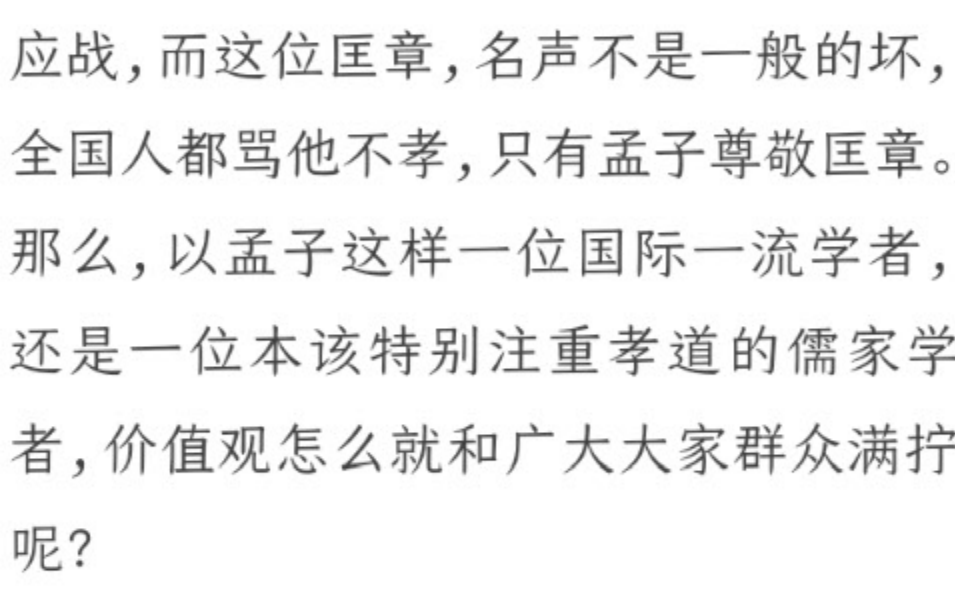 应战，而这位匡章，名声不是一般的坏，
全国人都骂他不孝，只有孟子尊敬匡章。
那么，以孟子这样一位国际一流学者，
还是一位本该特别注重孝道的儒家学
者，价值观怎么就和广大大家群众满拧
呢？